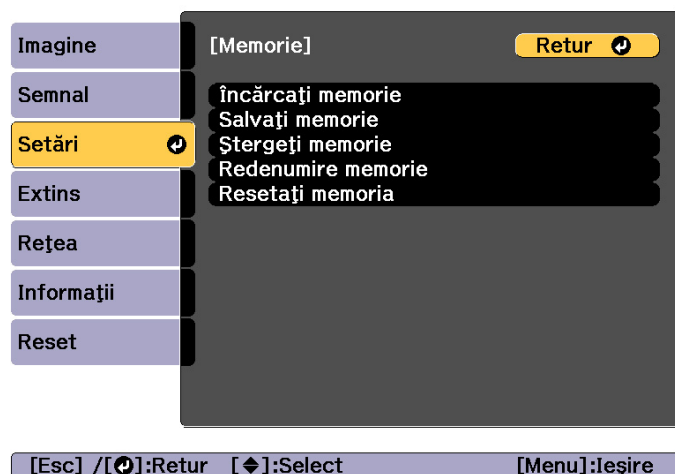 Imagine
Semnal
Setări
Extins
Reţea
Informaţii
Reset
[Memorie]
Retur
Încărcaţi memorie
Salvaţi memorie
Ştergeţi memorie
Redenumire memorie
Resetaţi memoria
[Esc] /[⏎]:Retur [◆]:Select [Menu]:Ieşire